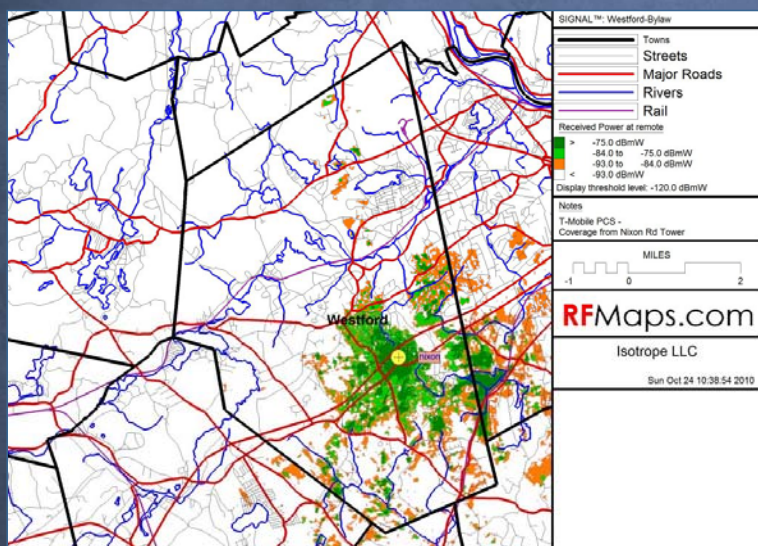 SIGNAL™: Westford-Bylaw
Towns
Streets
Major Roads
Rivers
Rail
Received Power at remote
> -75.0 dBmW
-84.0 to -75.0 dBmW
-93.0 to -84.0 dBmW
< -93.0 dBmW
Display threshold level: -120.0 dBmW
Notes
T-Mobile PCS -
Coverage from Nixon Rd Tower
MILES
-1 0 2
RFMaps.com
Isotrope LLC
Sun Oct 24 10:38:54 2010
Westford
nixon